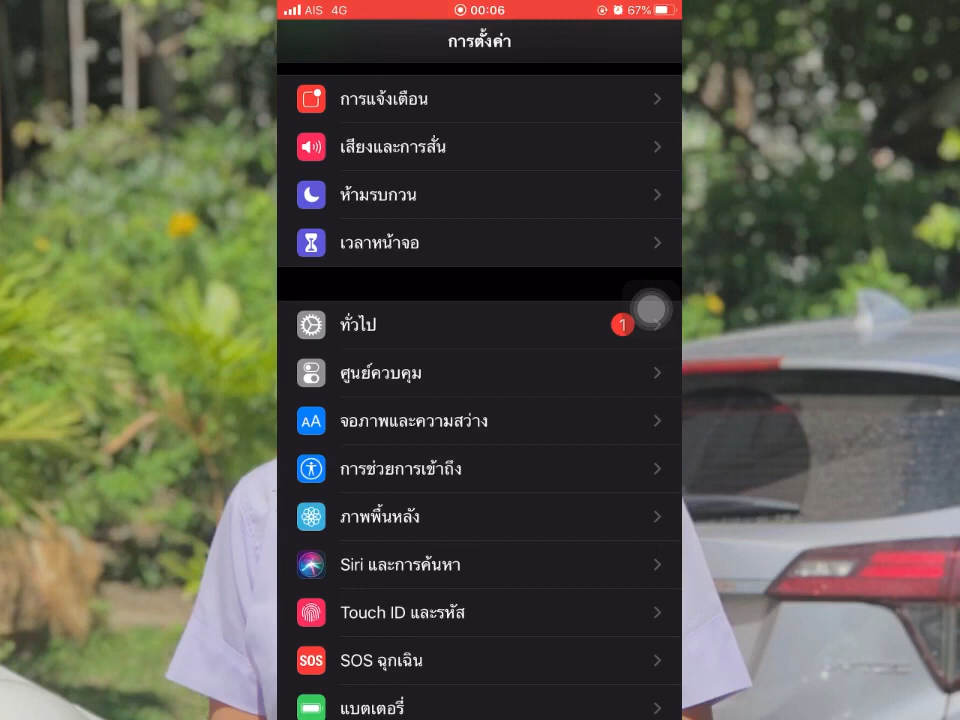 AIS 4G 00:06 67%
การตั้งค่า
การแจ้งเตือน
เสียงและการสั่น
ห้ามรบกวน
เวลาหน้าจอ
ทั่วไป 1
ศูนย์ควบคุม
AA จอภาพและความสว่าง
การช่วยการเข้าถึง
ภาพพื้นหลัง
Siri และการค้นหา
Touch ID และรหัส
SOS SOS ฉุกเฉิน
แบตเตอรี่